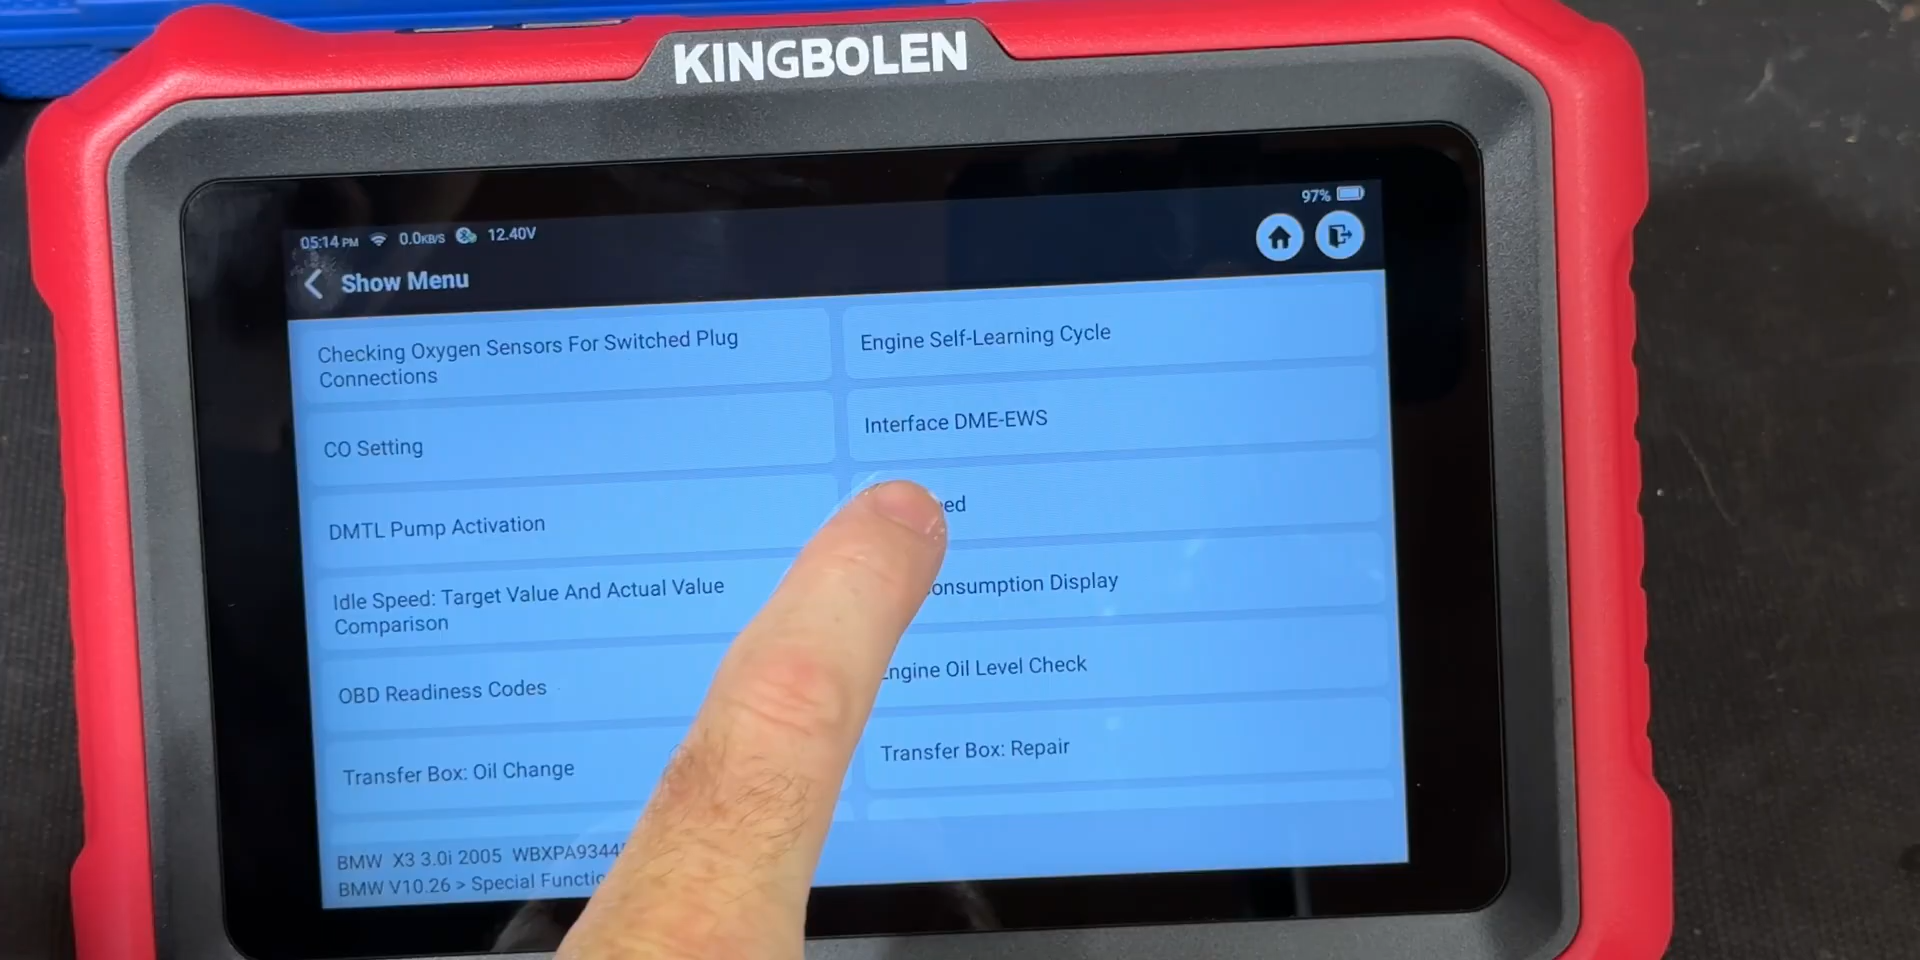 KINGBOLEN
97%
05:14 PM 0.0KB/S 12.40V
Show Menu
Checking Oxygen Sensors For Switched Plug
Connections
Engine Self-Learning Cycle
CO Setting
Interface DME-EWS
DMTL Pump Activation
Idle Speed: Target Value And Actual Value
Comparison
onsumption Display
OBD Readiness Codes
Engine Oil Level Check
Transfer Box: Oil Change
Transfer Box: Repair
BMW X3 3.0i 2005 WBXPA9344
BMW V10.26 > Special Functio